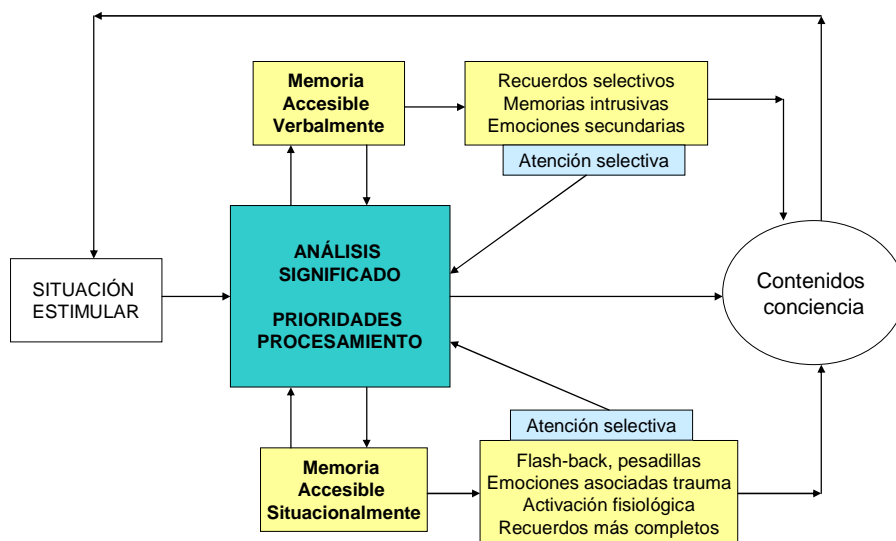 Memoria
Accesible
Verbalmente
Recuerdos selectivos
Memorias intrusivas
Emociones secundarias
Atención selectiva
SITUACIÓN
ESTIMULAR
ANÁLISIS
SIGNIFICADO
PRIORIDADES
PROCESAMIENTO
Contenidos
conciencia
Memoria
Accesible
Situacionalmente
Atención selectiva
Flash-back, pesadillas
Emociones asociadas trauma
Activación fisiológica
Recuerdos más completos